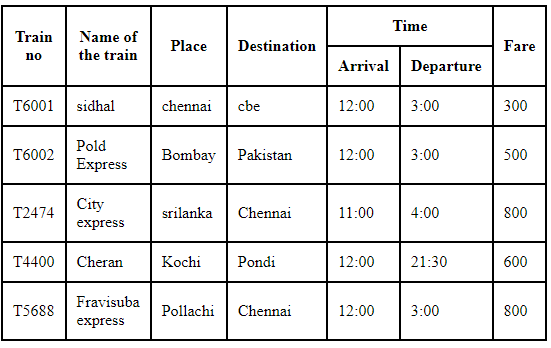 Train no Name of the train Place Destination Time Fare
Arrival Departure
T6001 sidhal chennai cbe 12:00 3:00 300
T6002 Pold Express Bombay Pakistan 12:00 3:00 500
T2474 City express srilanka Chennai 11:00 4:00 800
T4400 Cheran Kochi Pondi 12:00 21:30 600
T5688 Fravisuba express Pollachi Chennai 12:00 3:00 800